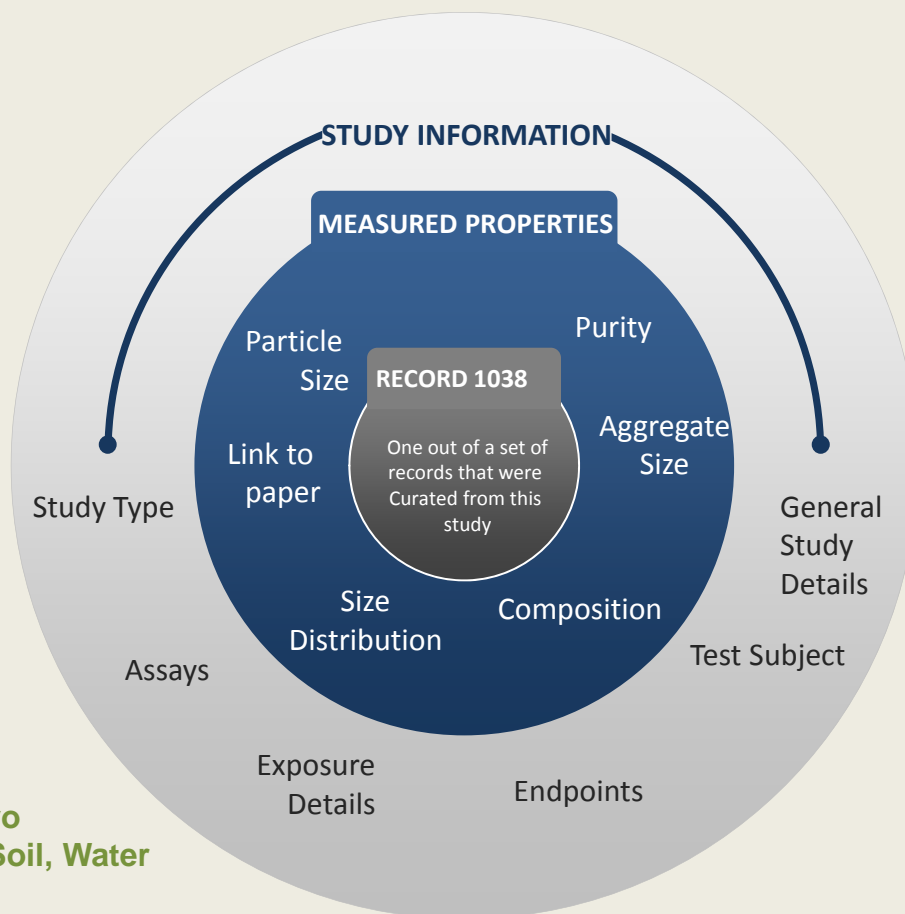 STUDY INFORMATION
MEASURED PROPERTIES
Particle
Size
Purity
RECORD 1038
One out of a set of
records that were
Curated from this
study
Link to
paper
Aggregate
Size
Size
Distribution
Composition
Study Type
General
Study
Details
Assays
Test Subject
Exposure
Details
Endpoints
Soil, Water